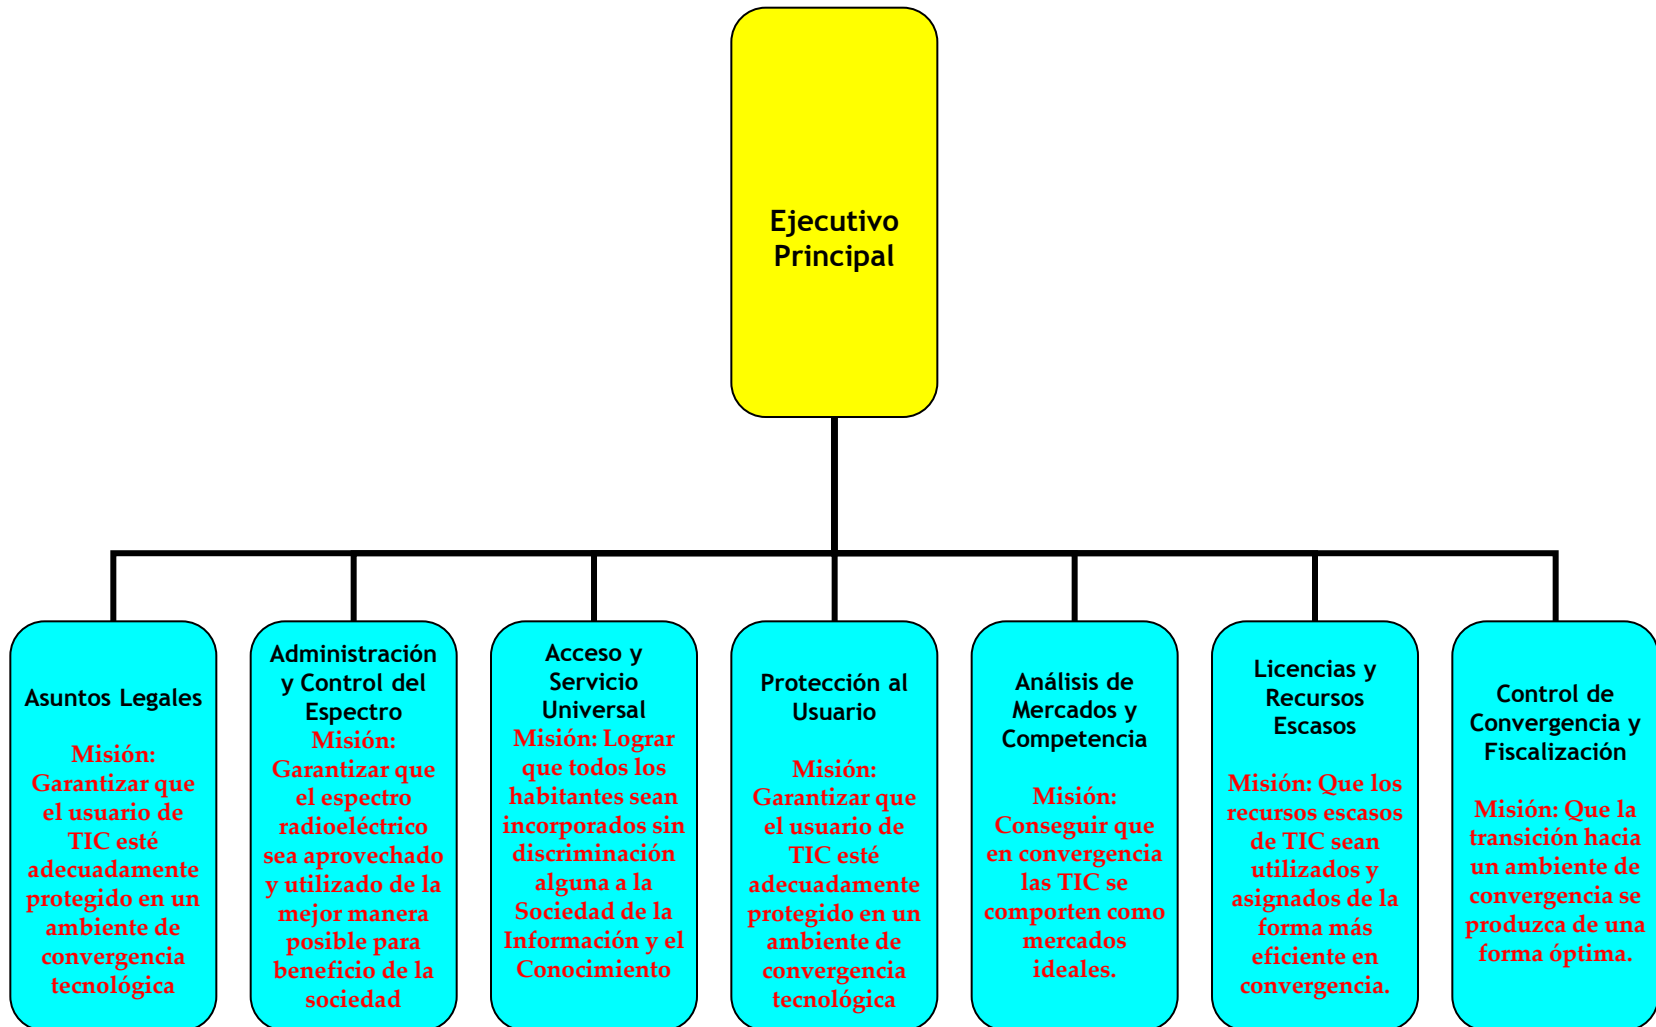 Ejecutivo
Principal
Asuntos Legales
Misión:
Garantizar que
el usuario de
TIC esté
adecuadamente
protegido en un
ambiente de
convergencia
tecnológica
Administración
y Control del
Espectro
Misión:
Garantizar que
el espectro
radioeléctrico
sea aprovechado
y utilizado de la
mejor manera
posible para
beneficio de la
sociedad
Acceso y
Servicio
Universal
Misión: Lograr
que todos los
habitantes sean
incorporados sin
discriminación
alguna a la
Sociedad de la
Información y el
Conocimiento
Protección al
Usuario
Misión:
Garantizar que
el usuario de
TIC esté
adecuadamente
protegido en un
ambiente de
convergencia
tecnológica
Análisis de
Mercados y
Competencia
Misión:
Conseguir que
en convergencia
las TIC se
comporten como
mercados
ideales.
Licencias y
Recursos
Escasos
Misión: Que los
recursos escasos
de TIC sean
utilizados y
asignados de la
forma más
eficiente en
convergencia.
Control de
Convergencia y
Fiscalización
Misión: Que la
transición hacia
un ambiente de
convergencia se
produzca de una
forma óptima.